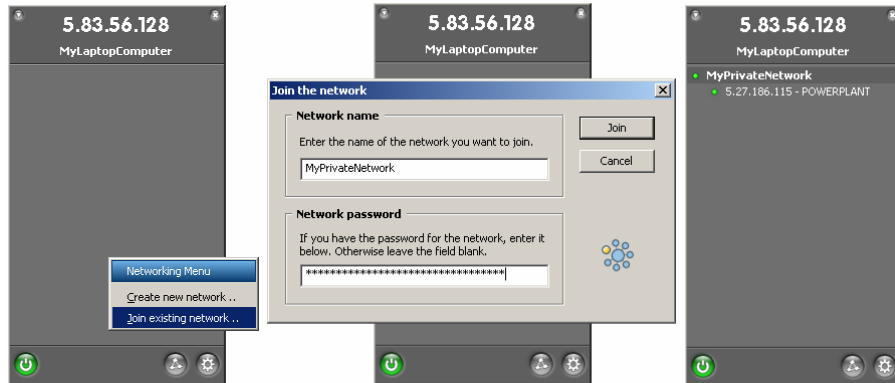 5.83.56.128
MyLaptopComputer
Networking Menu
Create new network ..
Join existing network ..
5.83.56.128
MyLaptopComputer
Join the network
Network name
Enter the name of the network you want to join.
MyPrivateNetwork
Network password
If you have the password for the network, enter it
below. Otherwise leave the field blank.
*********************************
Join
Cancel
5.83.56.128
MyLaptopComputer
MyPrivateNetwork
5.27.186.115 - POWERPLANT